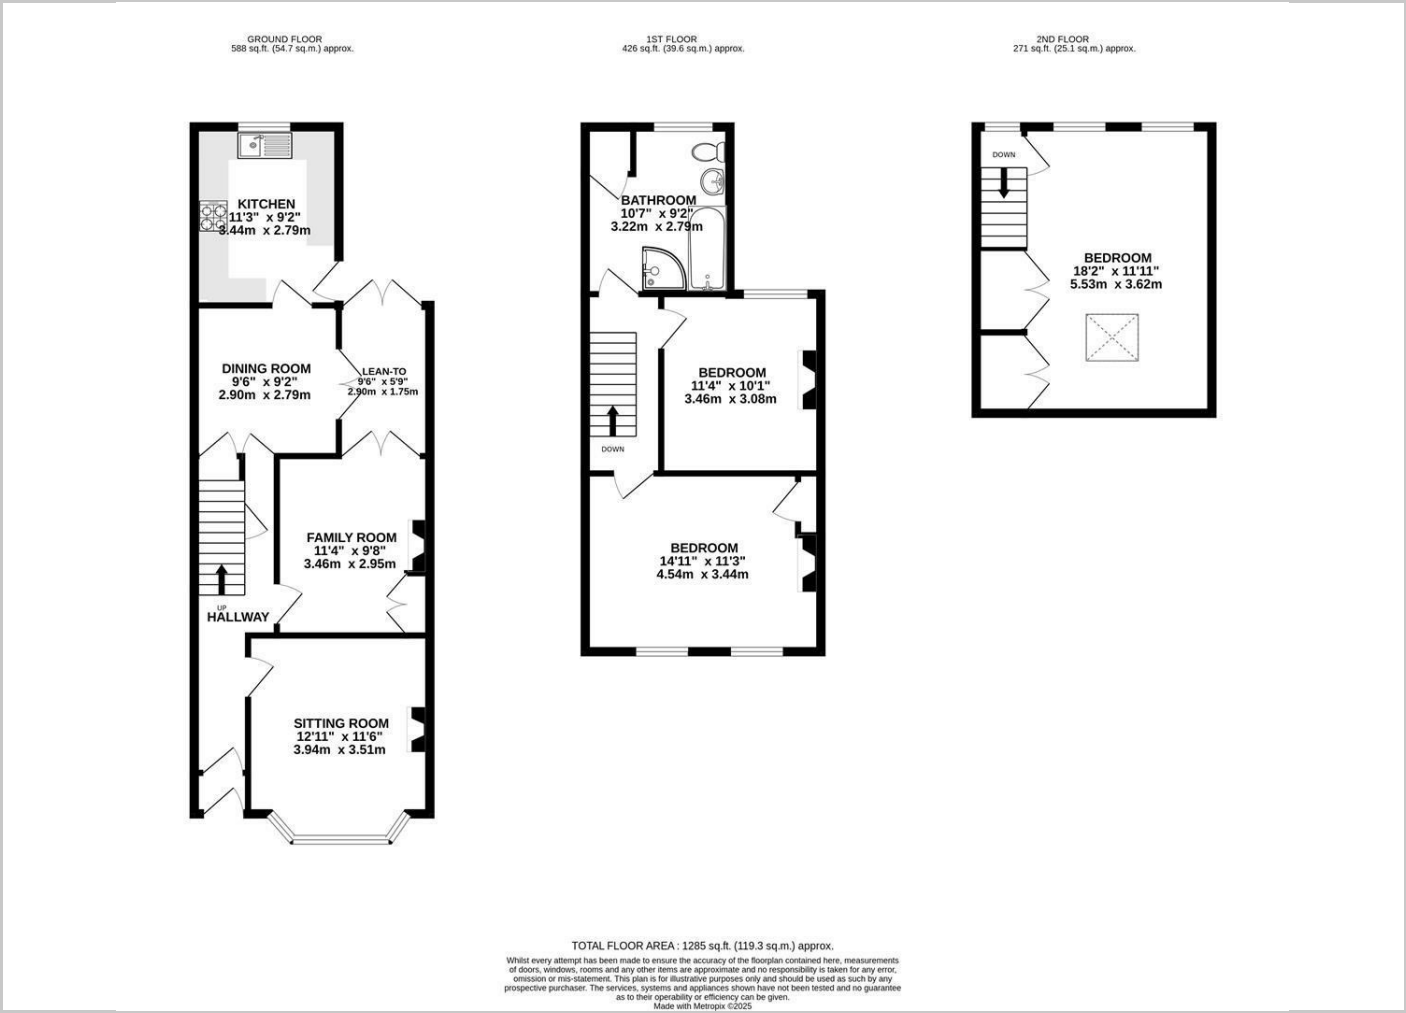 GROUND FLOOR
588 sq.ft. (54.7 sq.m.) approx.
1ST FLOOR
426 sq.ft. (39.6 sq.m.) approx.
2ND FLOOR
271 sq.ft. (25.1 sq.m.) approx.
KITCHEN
11'3" x 9'2"
3.44m x 2.79m
DINING ROOM
9'6" x 9'2"
2.90m x 2.79m
LEAN-TO
9'6" x 5'9"
2.90m x 1.75m
FAMILY ROOM
11'4" x 9'8"
3.46m x 2.95m
UP
HALLWAY
SITTING ROOM
12'11" x 11'6"
3.94m x 3.51m
BATHROOM
10'7" x 9'2"
3.22m x 2.79m
BEDROOM
11'4" x 10'1"
3.46m x 3.08m
DOWN
BEDROOM
14'11" x 11'3"
4.54m x 3.44m
DOWN
BEDROOM
18'2" x 11'11"
5.53m x 3.62m
TOTAL FLOOR AREA : 1285 sq.ft. (119.3 sq.m.) approx.
Whilst every attempt has been made to ensure the accuracy of the floorplan contained here, measurements
of doors, windows, rooms and any other items are approximate and no responsibility is taken for any error,
omission or mis-statement. This plan is for illustrative purposes only and should be used as such by any
prospective purchaser. The services, systems and appliances shown have not been tested and no guarantee
as to their operability or efficiency can be given.
Made with Metropix ©2025